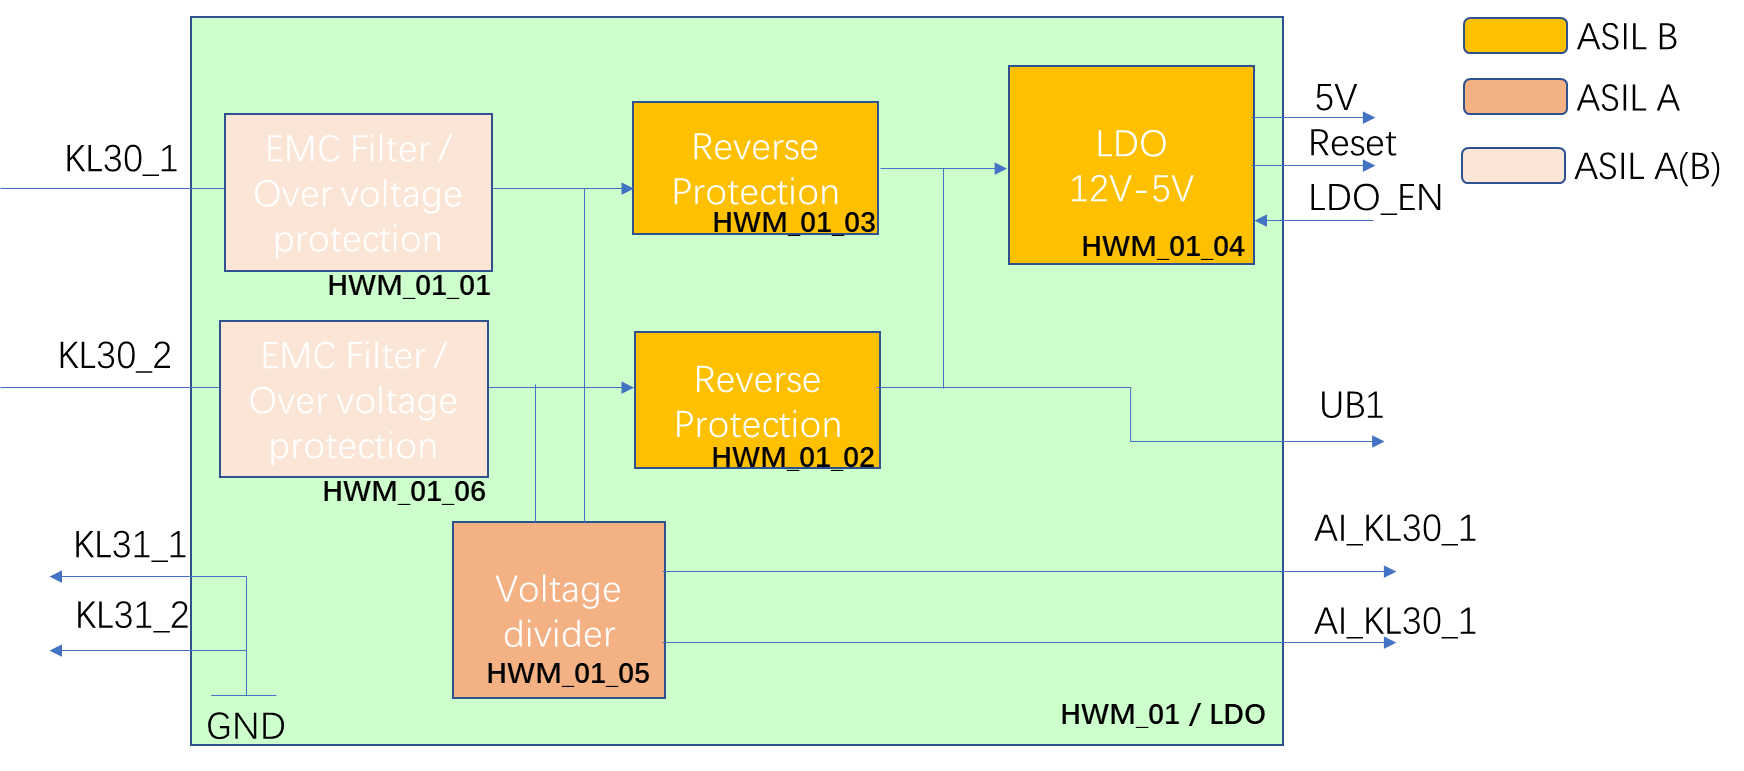 ASIL B
ASIL A
ASIL A(B)
KL30_1
EMC Filter /
Over voltage
protection
HWM_01_01
Reverse
Protection
HWM_01_03
LDO
12V-5V
HWM_01_04
5V
Reset
LDO_EN
KL30_2
EMC Filter /
Over voltage
protection
HWM_01_06
Reverse
Protection
HWM_01_02
UB1
KL31_1
KL31_2
GND
Voltage
divider
HWM_01_05
AI_KL30_1
AI_KL30_1
HWM_01 / LDO